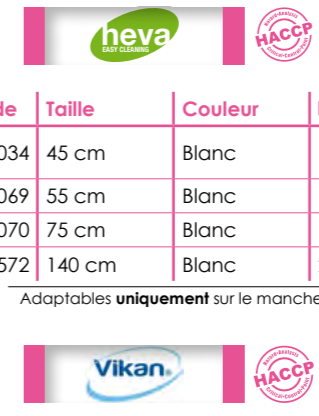 heva
EASY CLEANING
HACCP
de Taille Couleur
034 45 cm Blanc
069 55 cm Blanc
070 75 cm Blanc
572 140 cm Blanc
Adaptables uniquement sur le manche
Vikan
HACCP